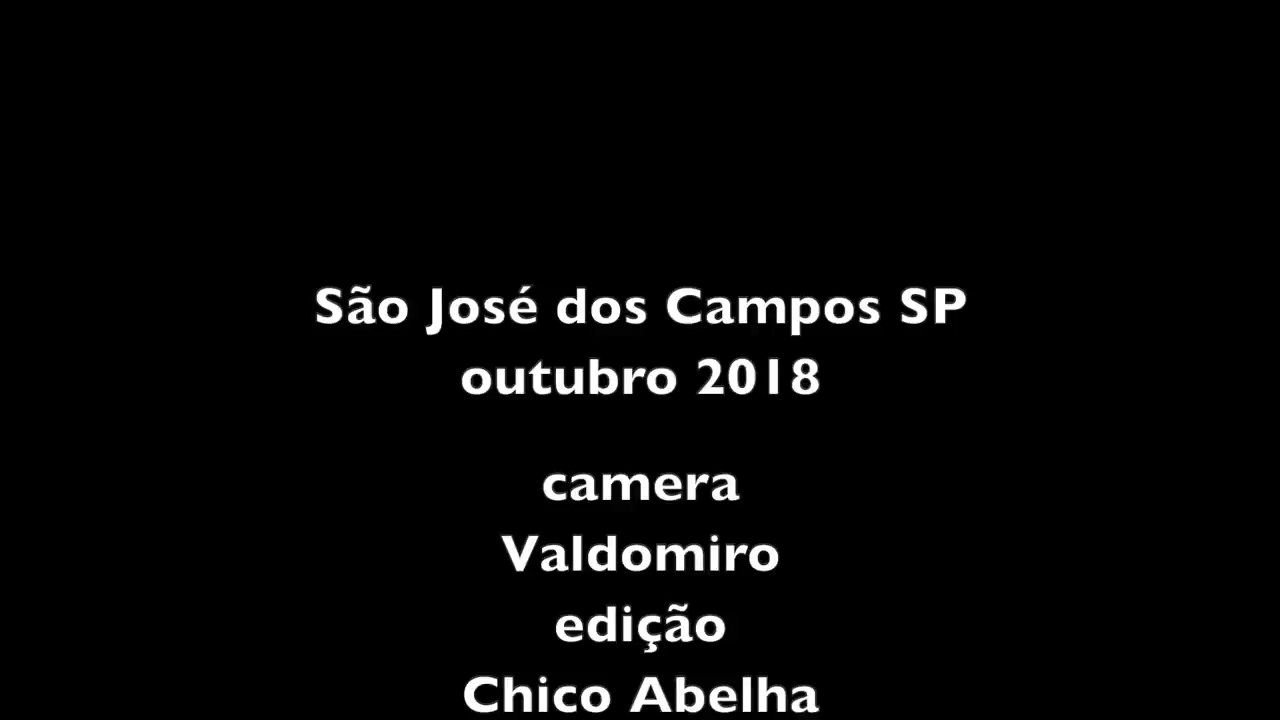 São José dos Campos SP
outubro 2018
camera
Valdomiro
edição
Chico Abelha